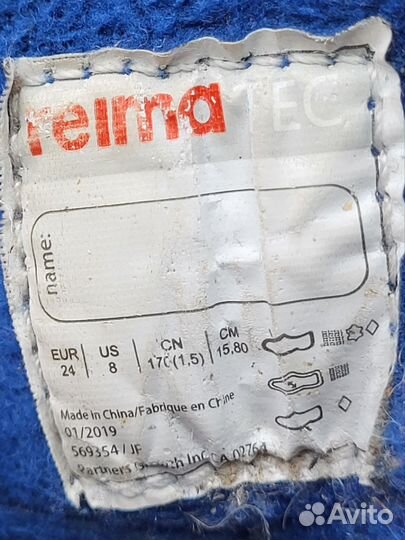 reima TEC
name:
EUR 24 | US 8 | CN 170(1.5) | CM 15.80
Made in China/Fabrique en Chine
01/2019
569354 / JF
Partners
Avito